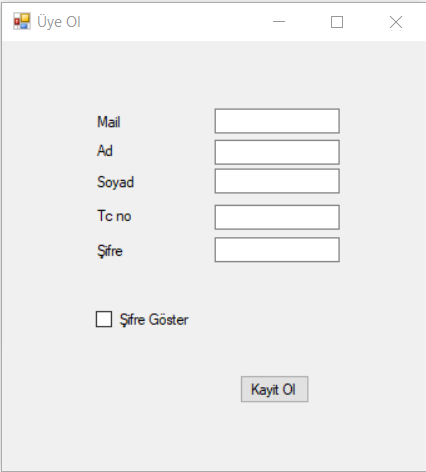 Üye Ol
Mail
Ad
Soyad
Tc no
Şifre
Şifre Göster
Kayit Ol